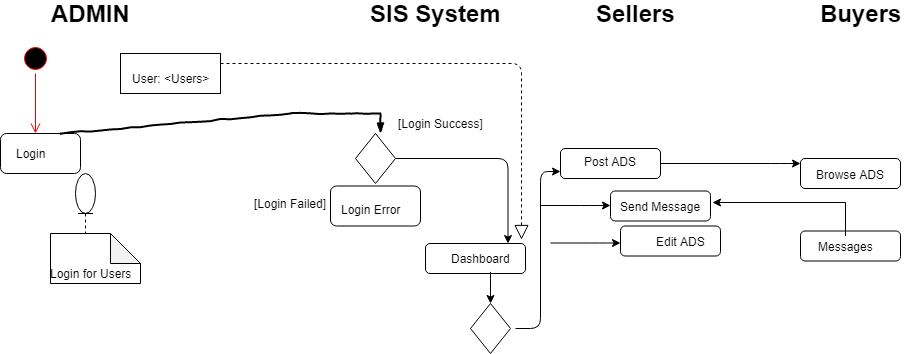 ADMIN
SIS System
Sellers
Buyers
User: <Users>
[Login Success]
Login
Post ADS
Browse ADS
[Login Failed]
Login Error
Send Message
Edit ADS
Messages
Dashboard
Login for Users